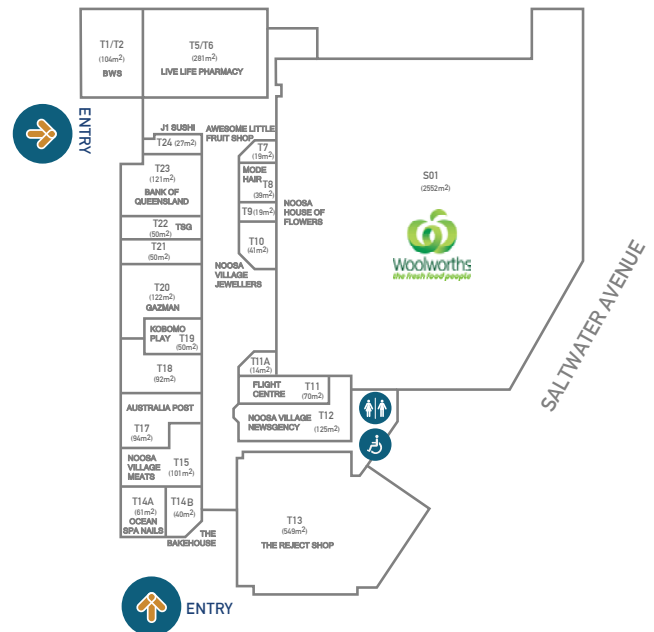 T1/T2
(104m²)
BWS
T5/T6
(281m²)
LIVE LIFE PHARMACY
ENTRY
J1 SUSHI
T24 (27m²)
AWESOME LITTLE
FRUIT SHOP
T7
(19m²)
T23
(121m²)
BANK OF
QUEENSLAND
MODE
HAIR T8
(39m²)
T9 (19m²)
NOOSA
HOUSE OF
FLOWERS
S01
(2552m²)
Woolworths
the fresh food people
T22 TSG
(50m²)
T21
(50m²)
T10
(41m²)
NOOSA
VILLAGE
JEWELLERS
T20
(122m²)
GAZMAN
KOBOMO
PLAY T19
(50m²)
T18
(92m²)
T11A
(14m²)
FLIGHT
CENTRE
T11
(70m²)
SALTWATER AVENUE
AUSTRALIA POST
T17
(94m²)
NOOSA VILLAGE
NEWSGENCY
T12
(125m²)
NOOSA
VILLAGE
MEATS
T15
(101m²)
T14A
(61m²)
OCEAN
SPA NAILS
T14B
(40m²)
THE
BAKEHOUSE
T13
(549m²)
THE REJECT SHOP
ENTRY